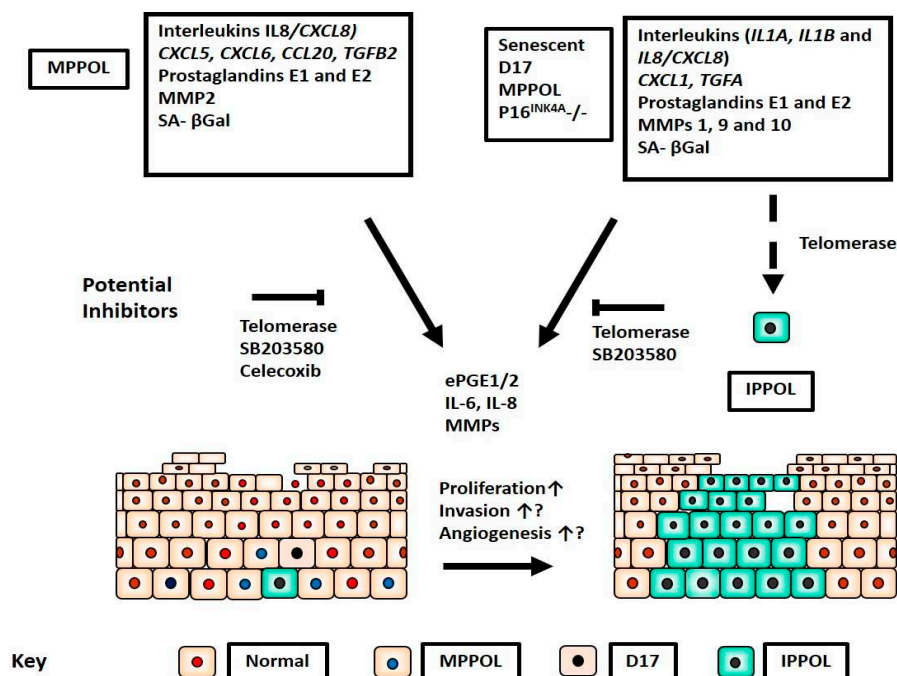 MPPOL
Interleukins IL8/CXCL8)
CXCL5, CXCL6, CCL20, TGFB2
Prostaglandins E1 and E2
MMP2
SA- βGal
Senescent
D17
MPPOL
P16INK4A-/-
Interleukins (IL1A, IL1B and
IL8/CXCL8)
CXCL1, TGFA
Prostaglandins E1 and E2
MMPs 1, 9 and 10
SA- βGal
Telomerase
Potential
Inhibitors
Telomerase
SB203580
Celecoxib
Telomerase
SB203580
IPPOL
ePGE1/2
IL-6, IL-8
MMPs
Proliferation↑
Invasion ↑?
Angiogenesis ↑?
Key
Normal
MPPOL
D17
IPPOL